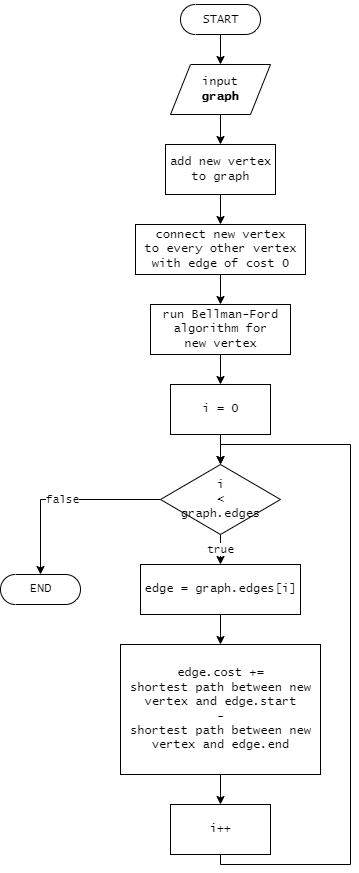 START
input
graph
add new vertex
to graph
connect new vertex
to every other vertex
with edge of cost 0
run Bellman-Ford
algorithm for
new vertex
i = 0
i
<
graph.edges
false
true
END
edge = graph.edges[i]
edge.cost +=
shortest path between new
vertex and edge.start
-
shortest path between new
vertex and edge.end
i++